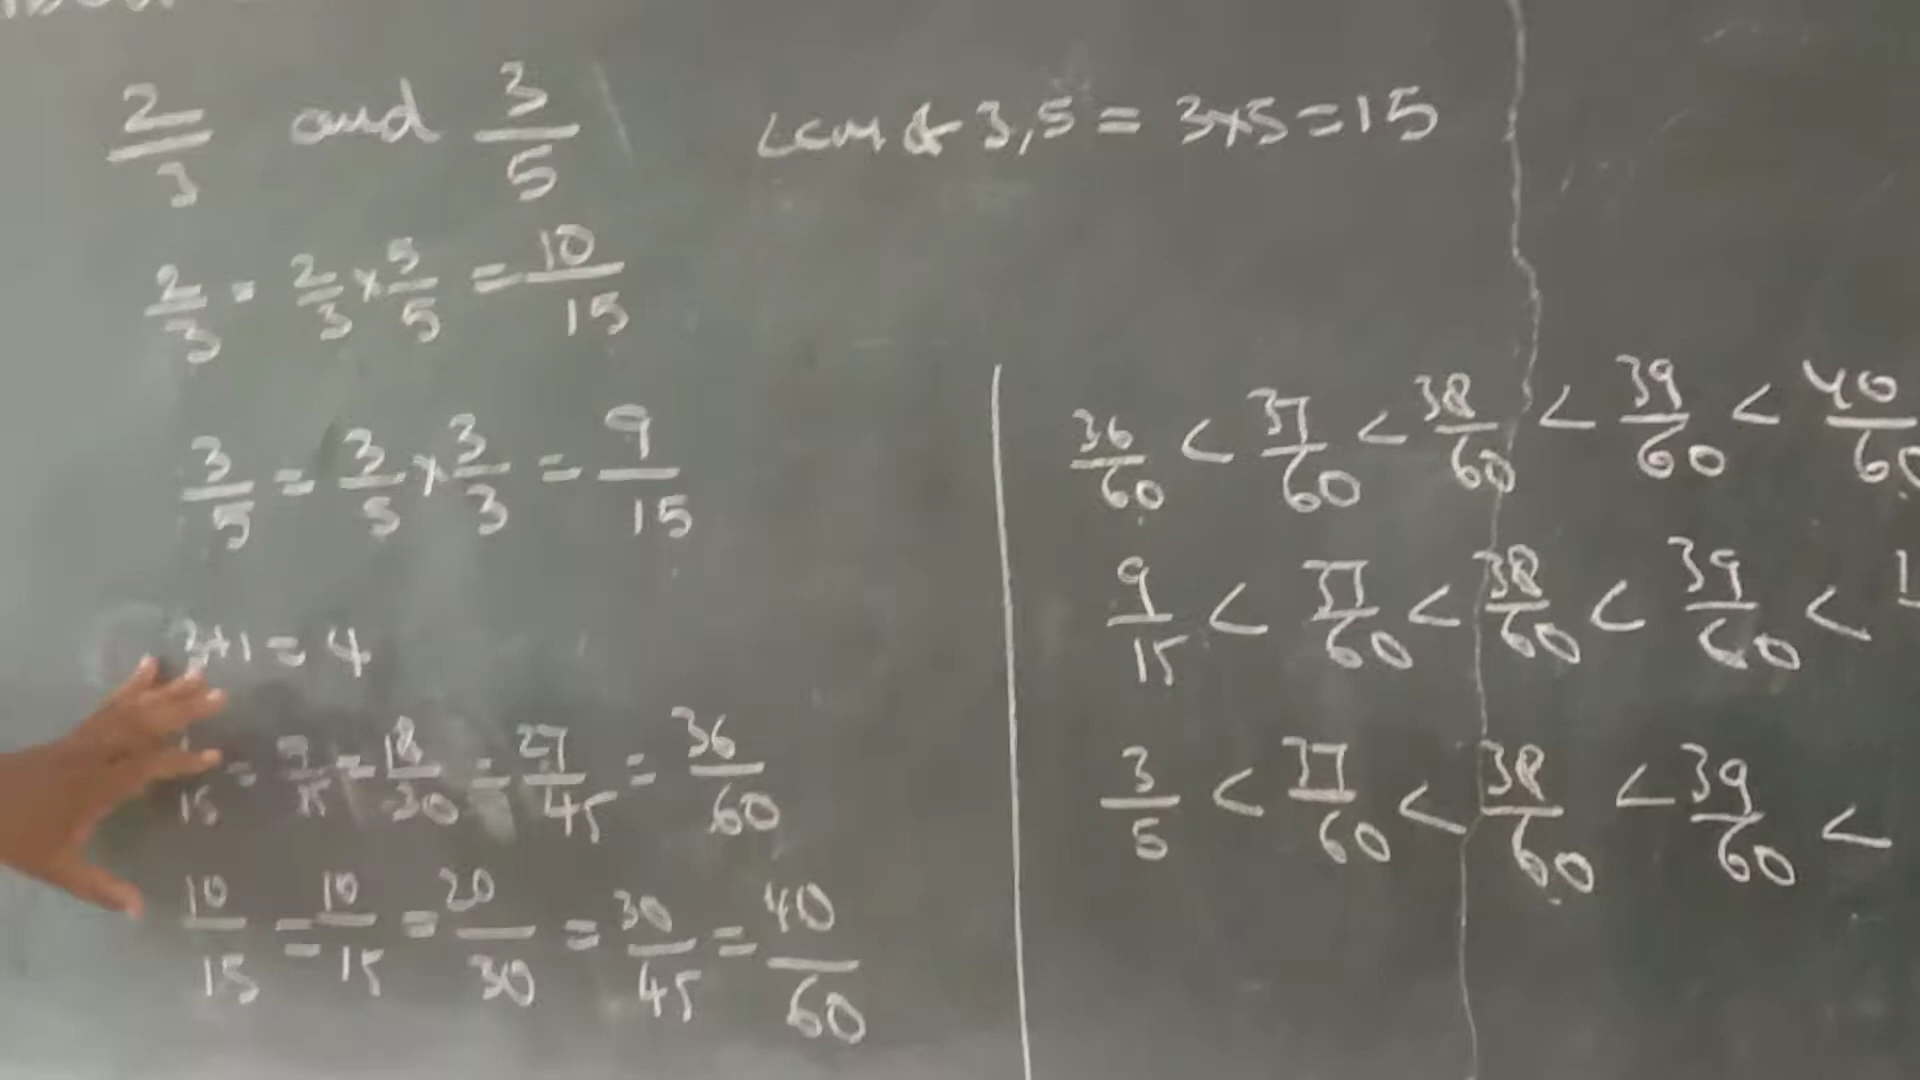 2/3 and 3/5 Lcm of 3,5 = 3x5=15
2/3 = 2/3 x 5/5 = 10/15
3/5 = 3/5 x 3/3 = 9/15
3+1 = 4
15 = 9/15 = 18/30 = 27/45 = 36/60
10/15 = 10/15 = 20/30 = 30/45 = 40/60
36/60 < 37/60 < 38/60 < 39/60 < 40/60
9/15 < 37/60 < 38/60 < 39/60 <
3/5 < 37/60 < 38/60 < 39/60 <